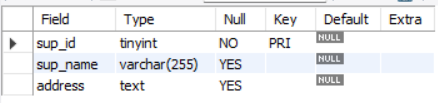 Field Type Null Key Default Extra
sup_id tinyint NO PRI NULL
sup_name varchar(255) YES NULL
address text YES NULL